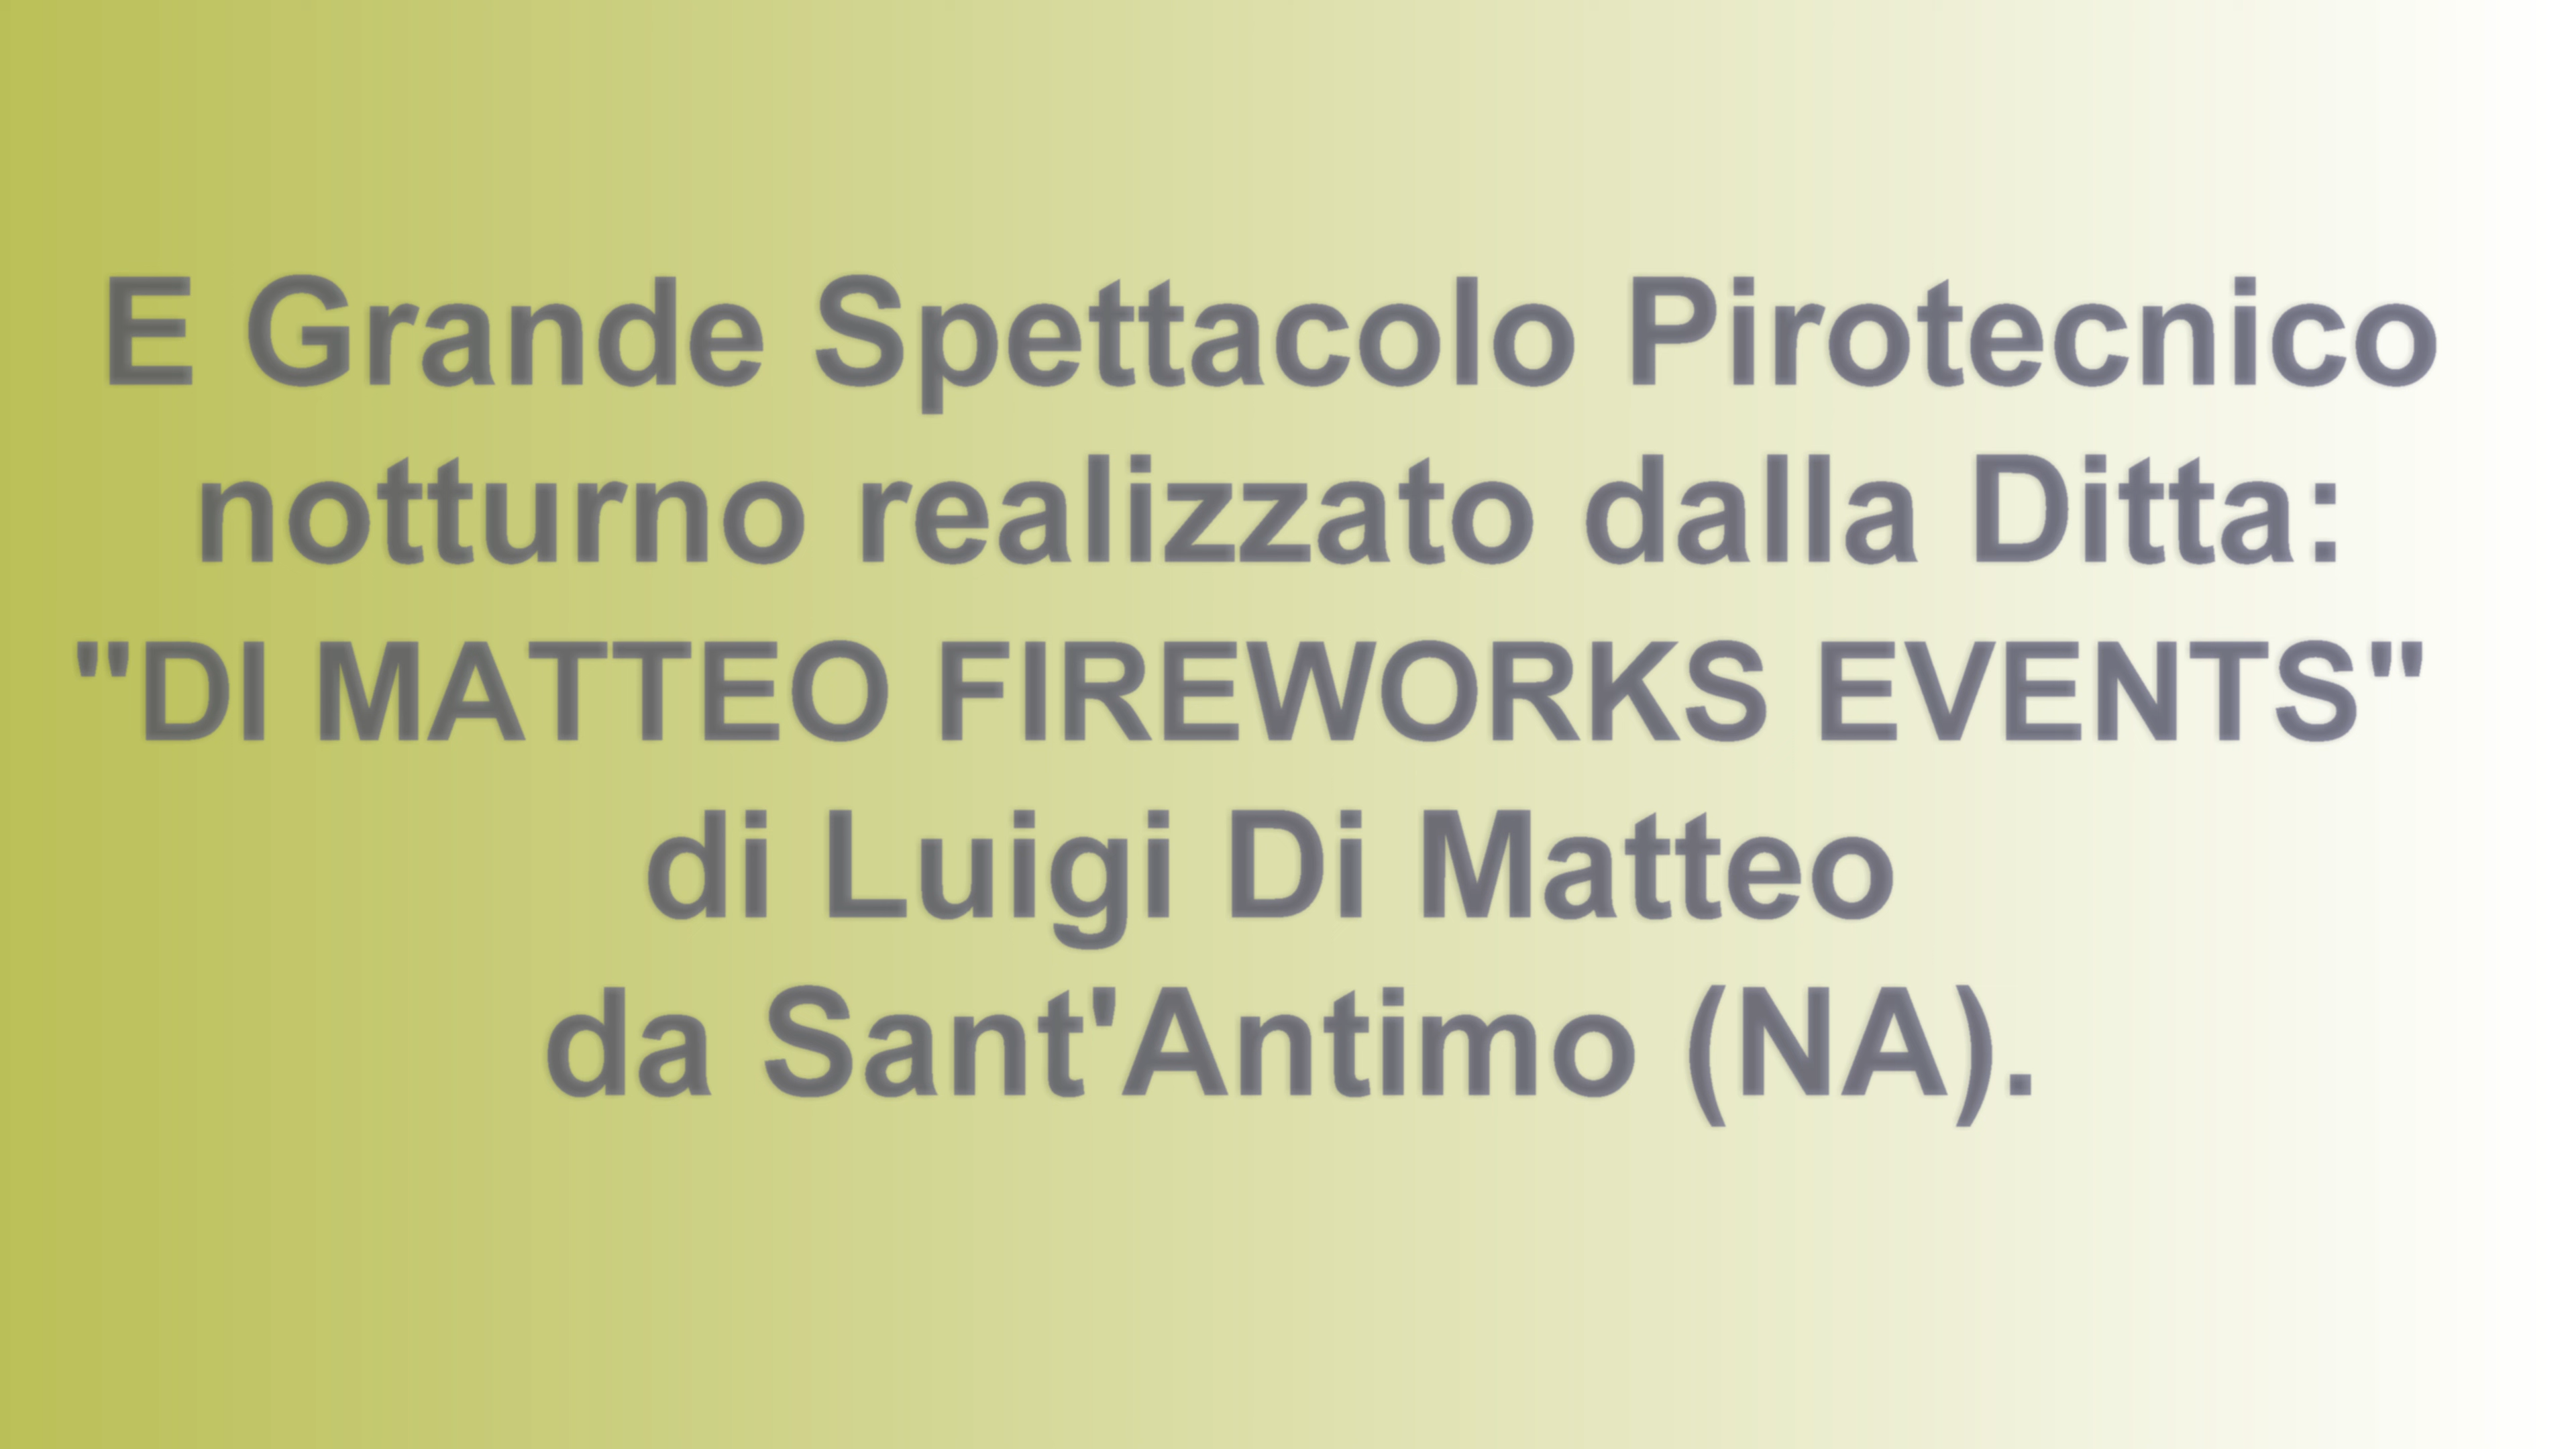 E Grande Spettacolo Pirotecnico
notturno realizzato dalla Ditta:
"DI MATTEO FIREWORKS EVENTS"
di Luigi Di Matteo
da Sant'Antimo (NA).